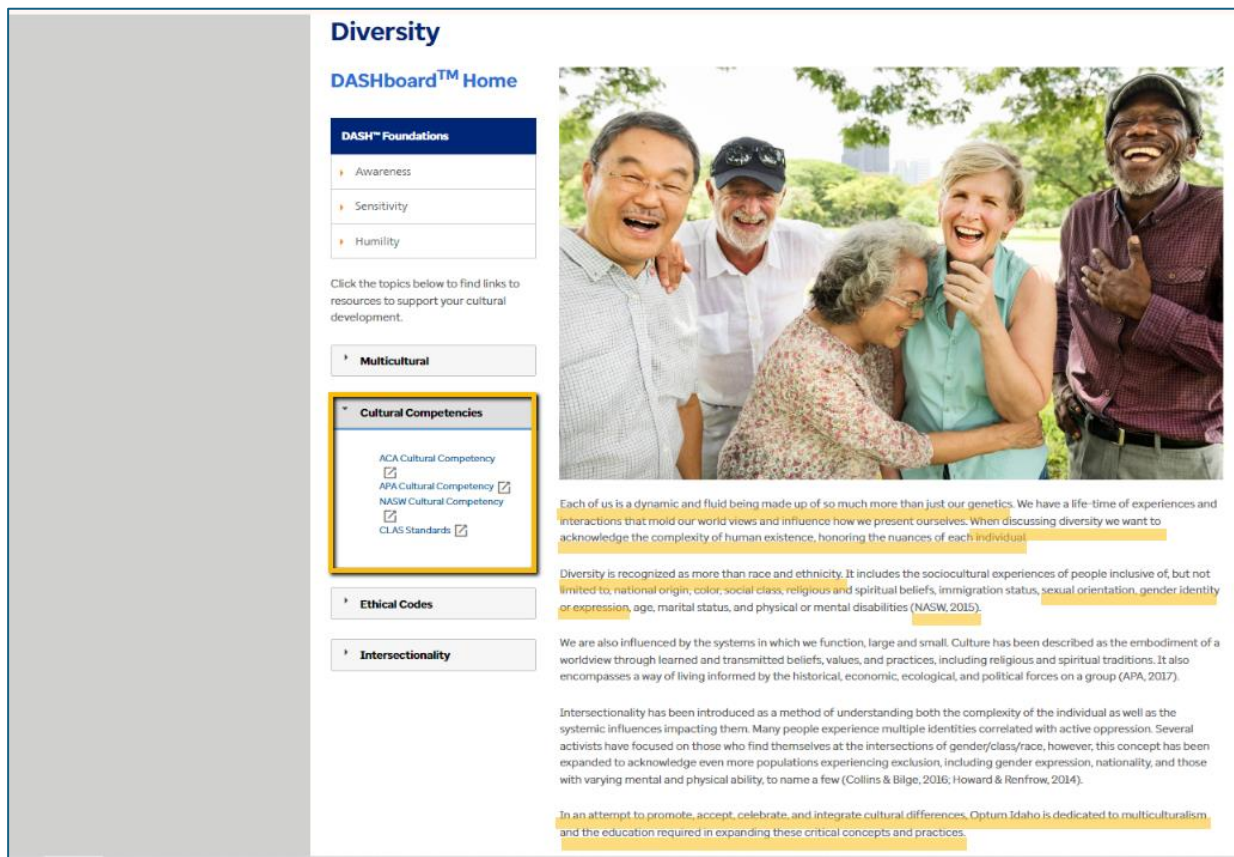 Diversity
DASHboard™ Home
DASH™ Foundations
Awareness
Sensitivity
Humility
Click the topics below to find links to
resources to support your cultural
development.
Multicultural
Cultural Competencies
ACA Cultural Competency
APA Cultural Competency
NASW Cultural Competency
CLAS Standards
Ethical Codes
Intersectionality
Each of us is a dynamic and fluid being made up of so much more than just our genetics. We have a life-time of experiences and
interactions that mold our world views and influence how we present ourselves. When discussing diversity we want to
acknowledge the complexity of human existence, honoring the nuances of each individual.
Diversity is recognized as more than race and ethnicity. It includes the sociocultural experiences of people inclusive of, but not
limited to, national origin, color, social class, religious and spiritual beliefs, immigration status, sexual orientation, gender identity
or expression, age, marital status, and physical or mental disabilities (NASW, 2015).
We are also influenced by the systems in which we function, large and small. Culture has been described as the embodiment of a
worldview through learned and transmitted beliefs, values, and practices, including religious and spiritual traditions. It also
encompasses a way of living informed by the historical, economic, ecological, and political forces on a group (APA, 2017).
Intersectionality has been introduced as a method of understanding both the complexity of the individual as well as the
systemic influences impacting them. Many people experience multiple identities correlated with active oppression. Several
activists have focused on those who find themselves at the intersections of gender/class/race, however, this concept has been
expanded to acknowledge even more populations experiencing exclusion, including gender expression, nationality, and those
with varying mental and physical ability, to name a few (Collins & Bilge, 2016; Howard & Renfrow, 2014).
In an attempt to promote, accept, celebrate, and integrate cultural differences, Optum Idaho is dedicated to multiculturalism
and the education required in expanding these critical concepts and practices.